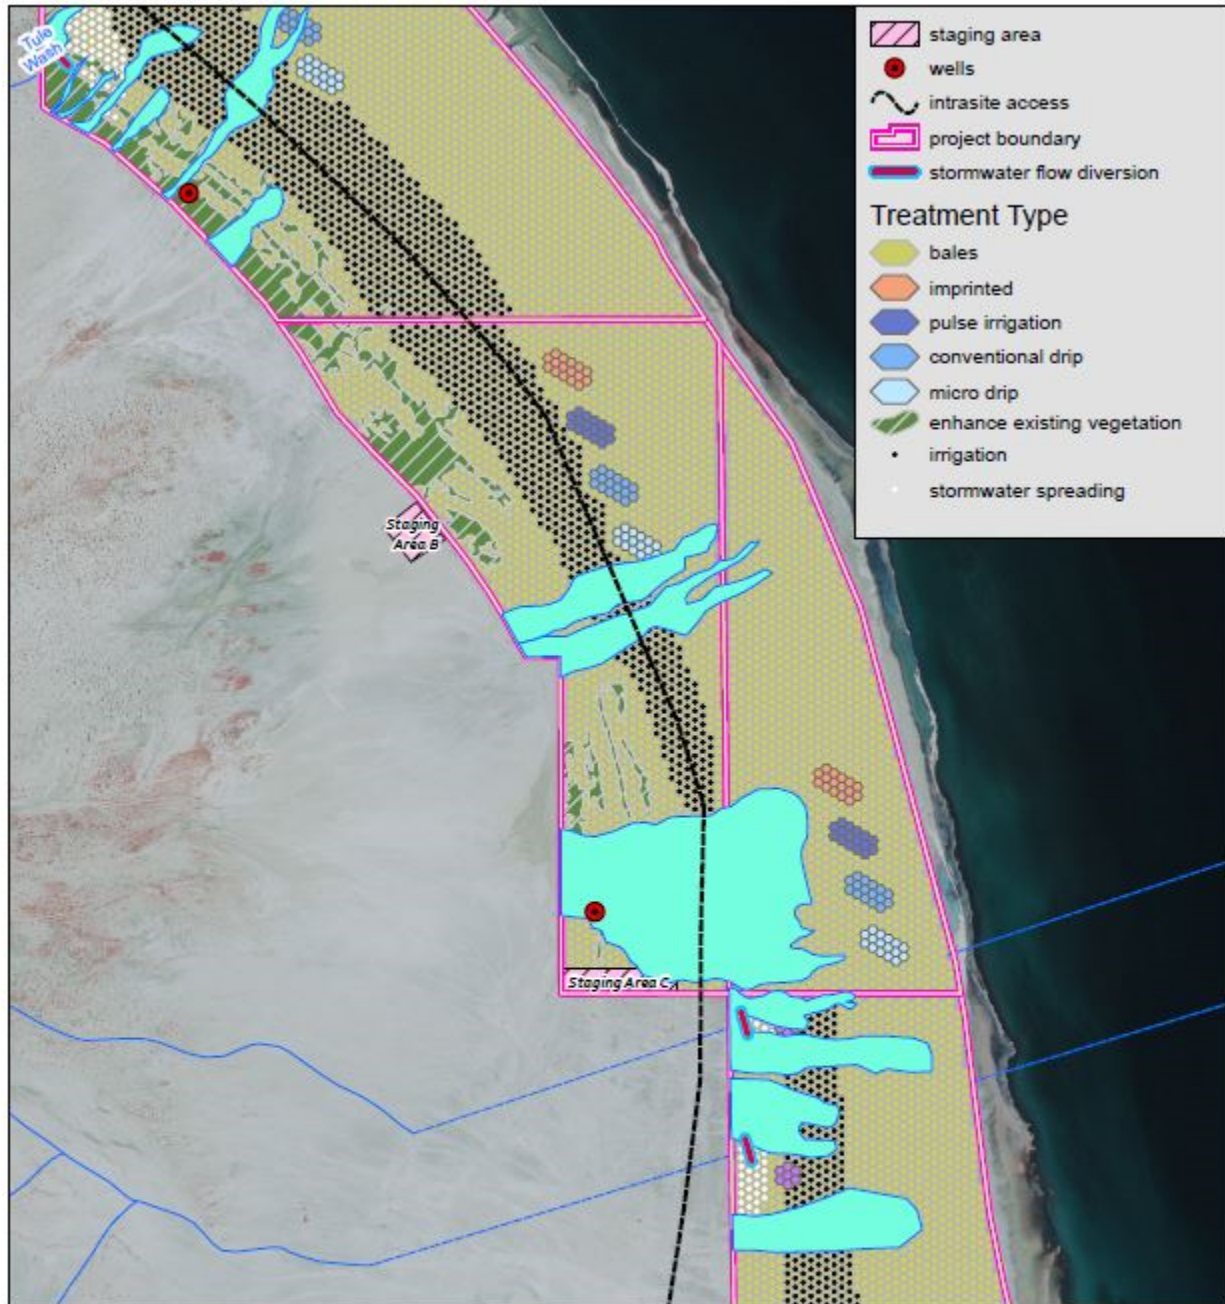 Tule
Wash
staging area
wells
intrasite access
project boundary
stormwater flow diversion
Treatment Type
bales
imprinted
pulse irrigation
conventional drip
micro drip
enhance existing vegetation
irrigation
stormwater spreading
Staging
Area B
Staging Area C